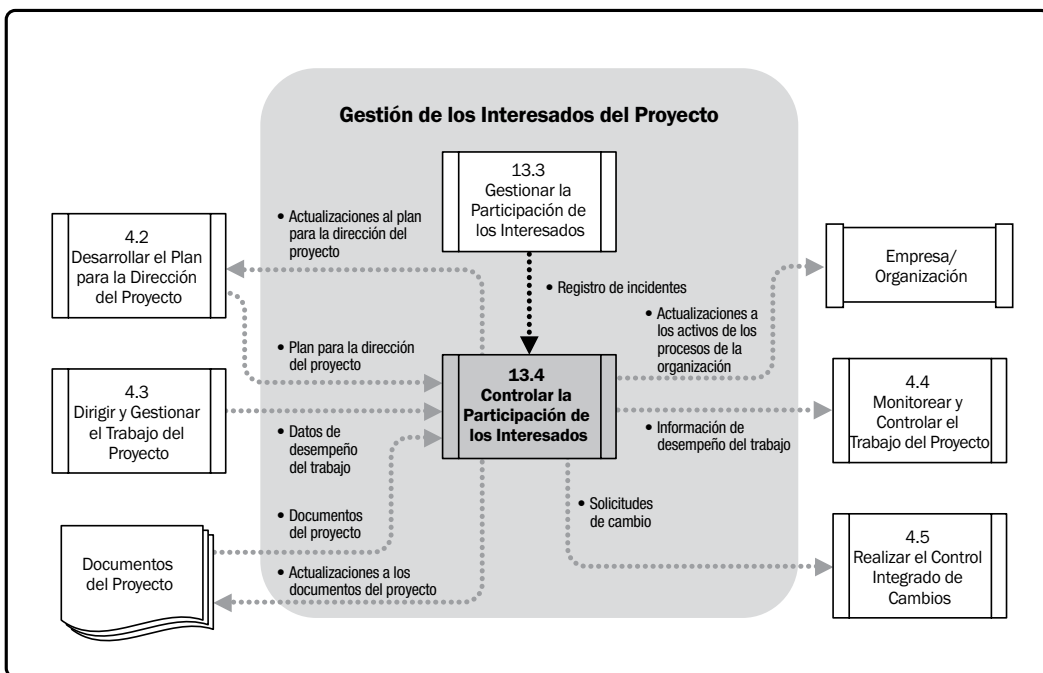 Gestión de los Interesados del Proyecto
13.3
Gestionar la
Participación de
los Interesados
4.2
Desarrollar el Plan
para la Dirección
del Proyecto
• Actualizaciones al plan
para la dirección del
proyecto
Empresa/
Organización
• Registro de incidentes
• Actualizaciones a
los activos de los
procesos de la
organización
• Plan para la dirección
del proyecto
13.4
Controlar la
Participación de
los Interesados
4.3
Dirigir y Gestionar
el Trabajo del
Proyecto
4.4
Monitorear y
Controlar el
Trabajo del Proyecto
• Datos de
desempeño
del trabajo
• Información de
desempeño del trabajo
• Documentos
del proyecto
• Solicitudes
de cambio
Documentos
del Proyecto
4.5
Realizar el Control
Integrado de
Cambios
• Actualizaciones a los
documentos del proyecto